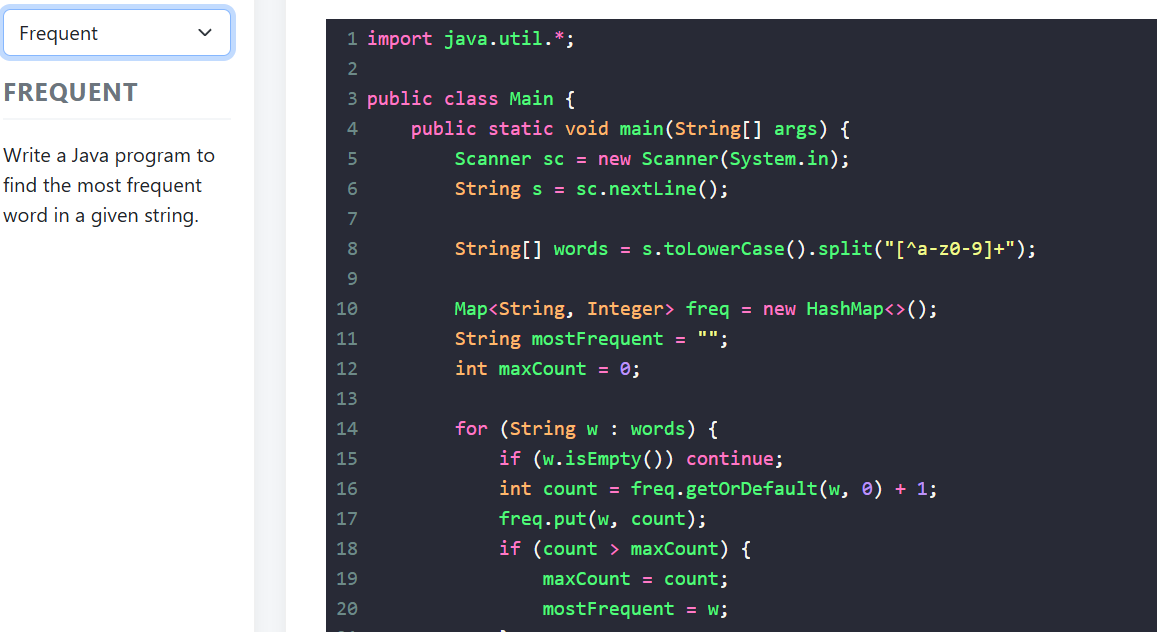 Frequent
FREQUENT
Write a Java program to
find the most frequent
word in a given string.
1 import java.util.*;
2
3 public class Main {
4     public static void main(String[] args) {
5         Scanner sc = new Scanner(System.in);
6         String s = sc.nextLine();
7
8         String[] words = s.toLowerCase().split("[^a-z0-9]+");
9
10         Map<String, Integer> freq = new HashMap<>();
11         String mostFrequent = "";
12         int maxCount = 0;
13
14         for (String w : words) {
15             if (w.isEmpty()) continue;
16             int count = freq.getOrDefault(w, 0) + 1;
17             freq.put(w, count);
18             if (count > maxCount) {
19                 maxCount = count;
20                 mostFrequent = w;